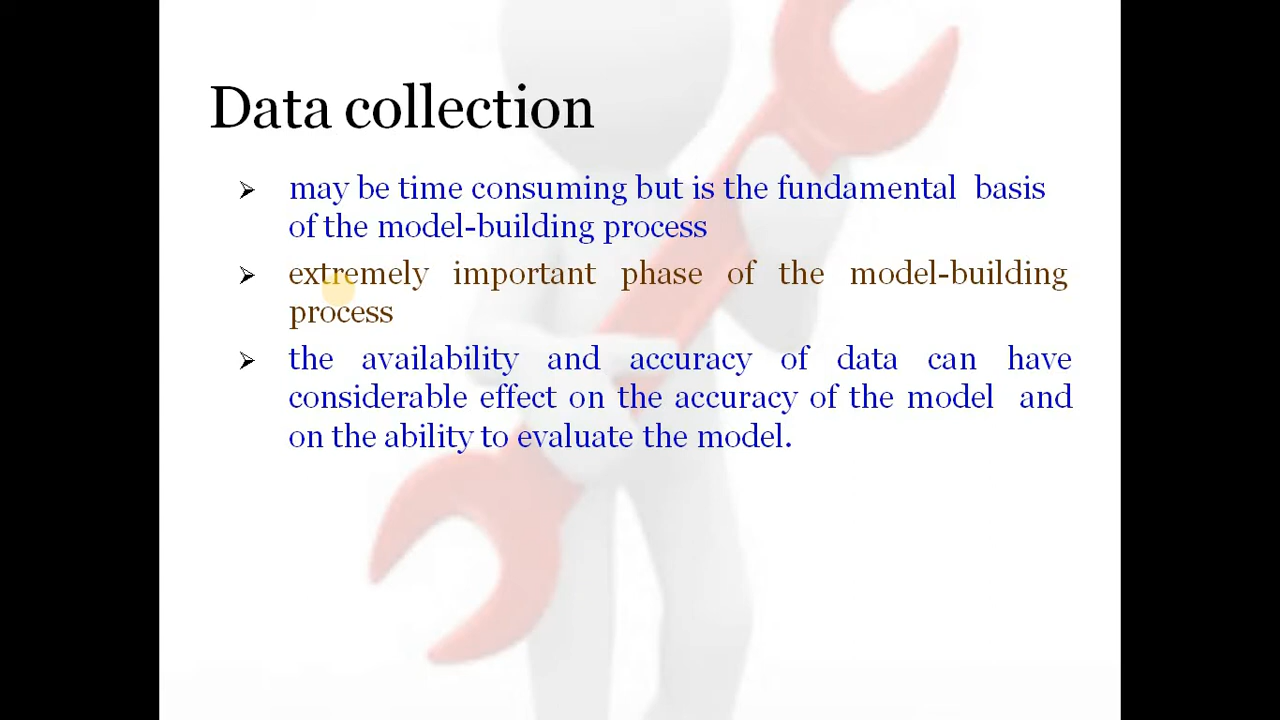 Data collection
may be time consuming but is the fundamental basis
of the model-building process
extremely important phase of the model-building
process
the availability and accuracy of data can have
considerable effect on the accuracy of the model and
on the ability to evaluate the model.